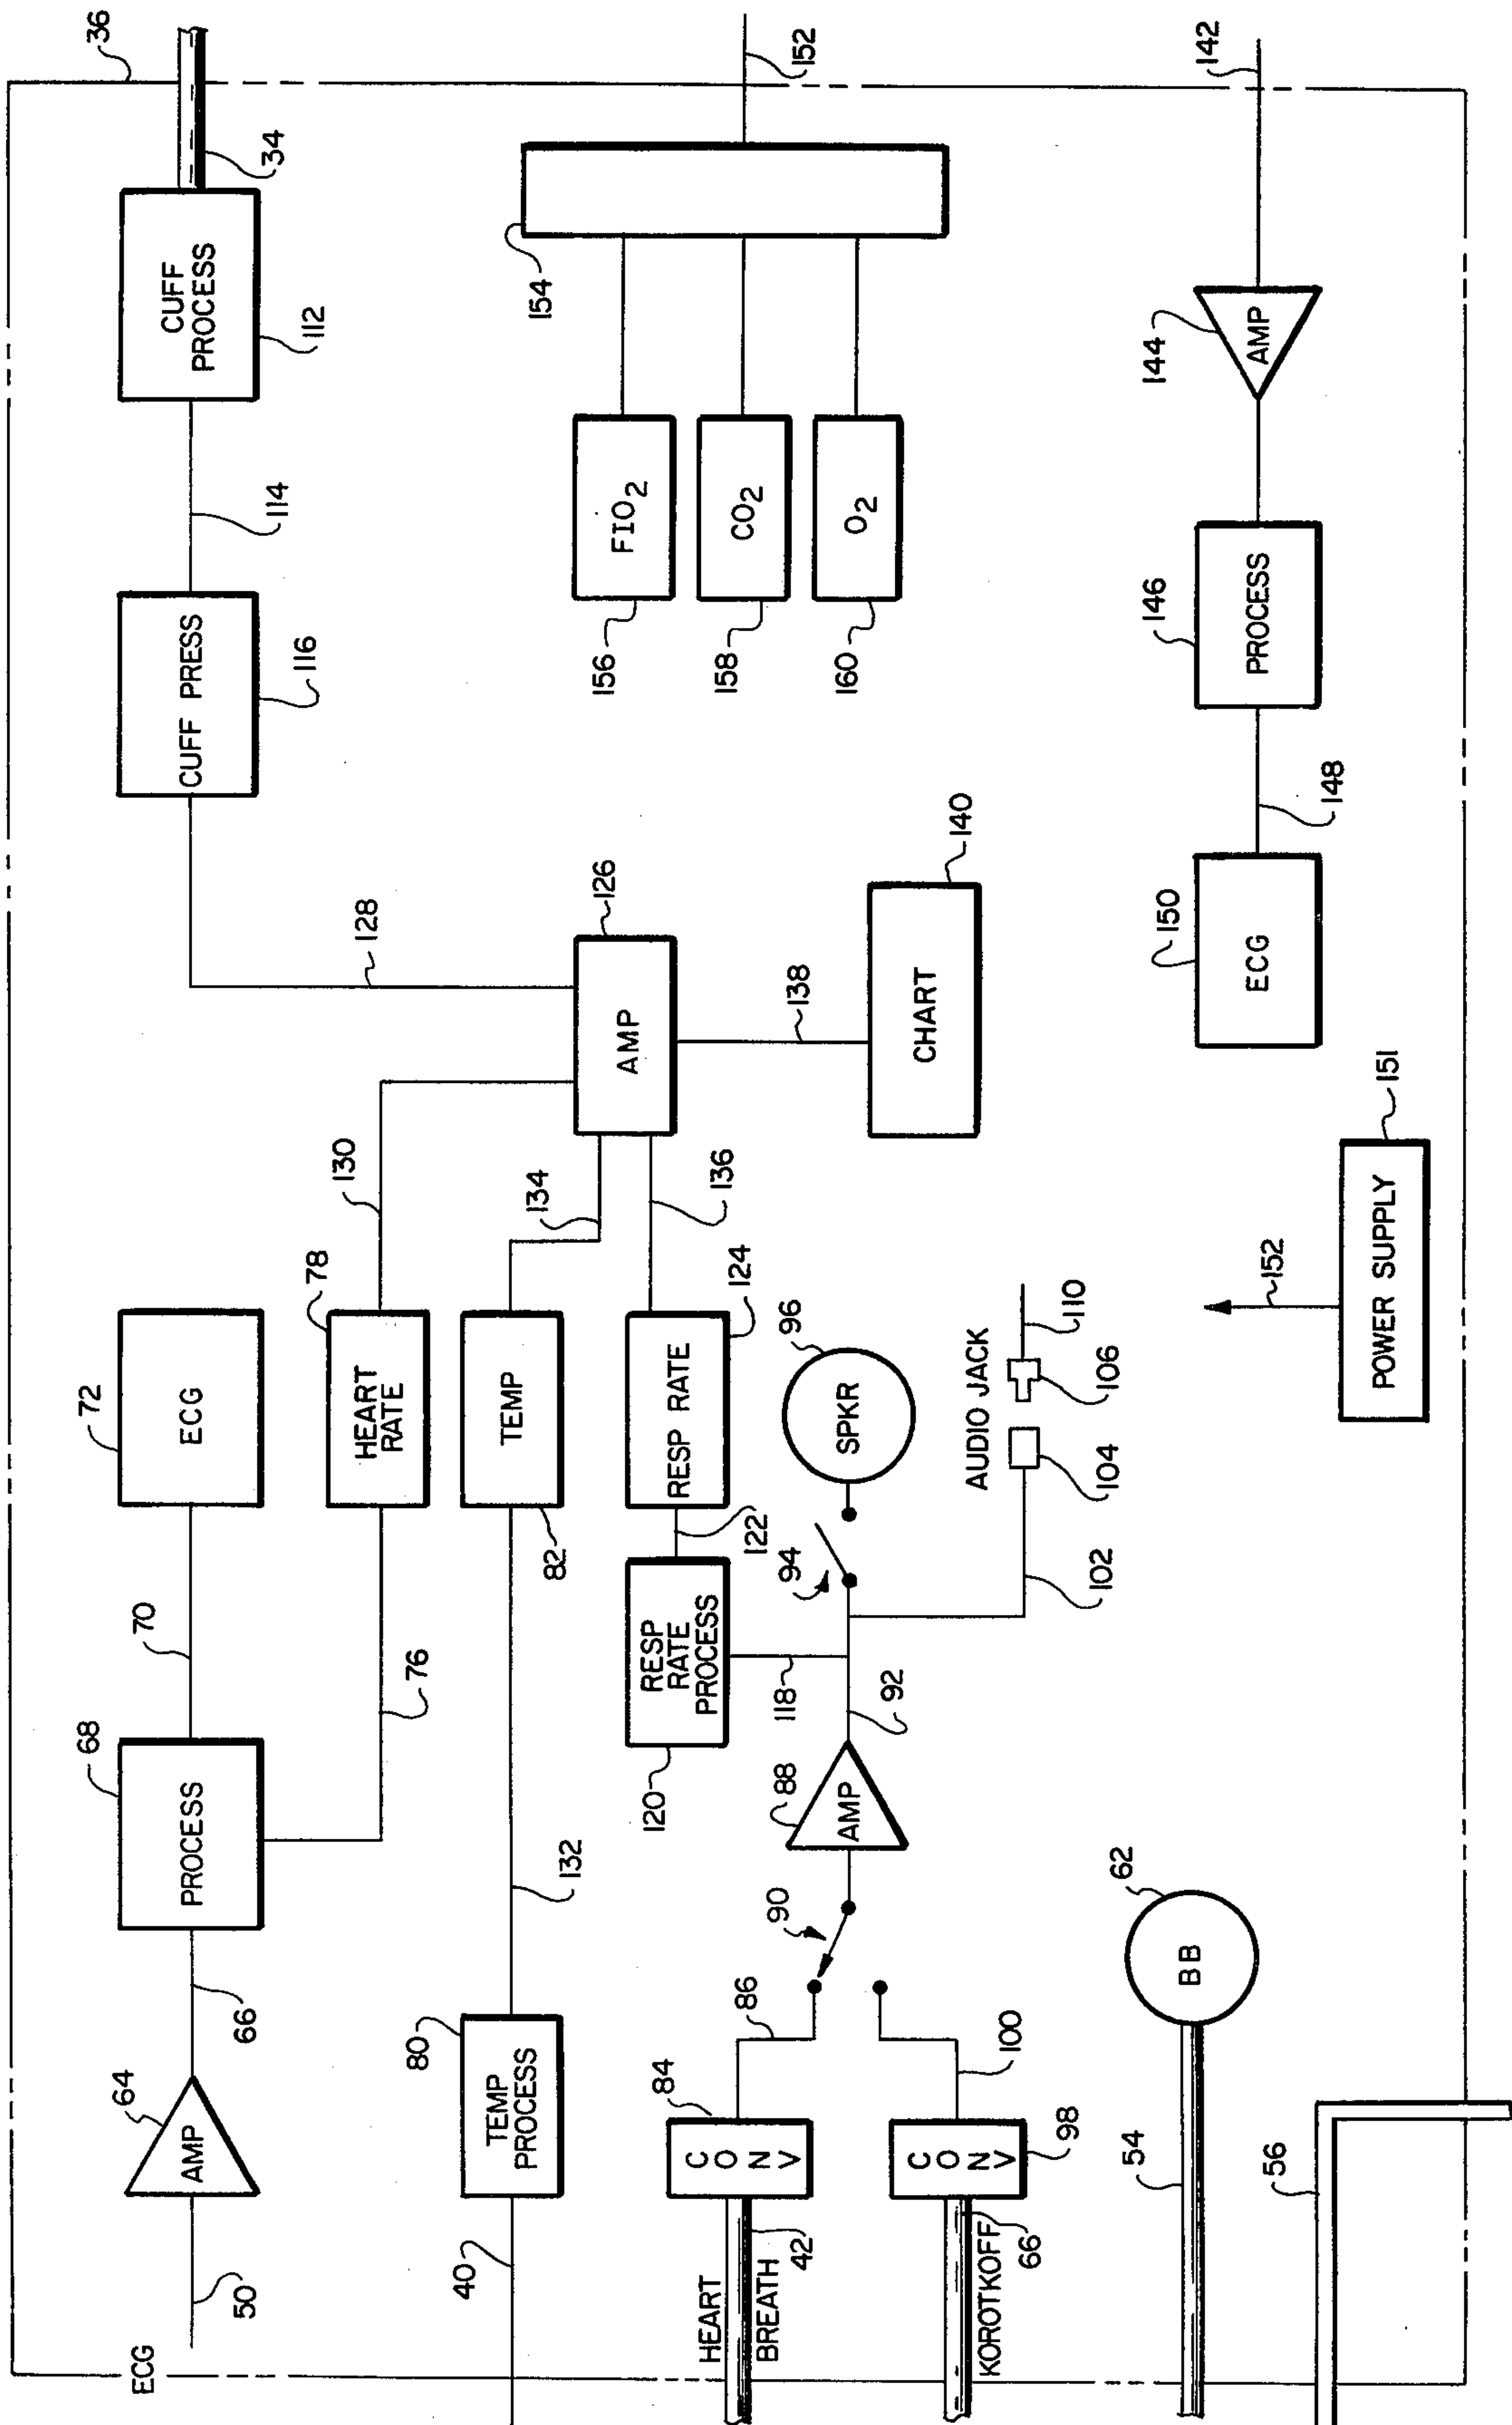 ECG
50
AMP
64
66
PROCESS
68
70
ECG
72
76
HEART
RATE
78
130
CUFF PRESS
116
114
CUFF
PROCESS
112
34
36
128
40
TEMP
PROCESS
80
132
TEMP
82
134
AMP
126
136
138
CHART
140
RESP
RATE
PROCESS
120
122
RESP RATE
124
118
HEART
BREATH
42
CONV
84
86
90
AMP
88
92
94
SPKR
96
KOROTKOFF
66
CONV
98
100
102
AUDIO JACK
104
106
110
FIO2
156
CO2
158
O2
160
154
152
54
BB
62
56
POWER SUPPLY
151
152
ECG
150
148
PROCESS
146
AMP
144
142